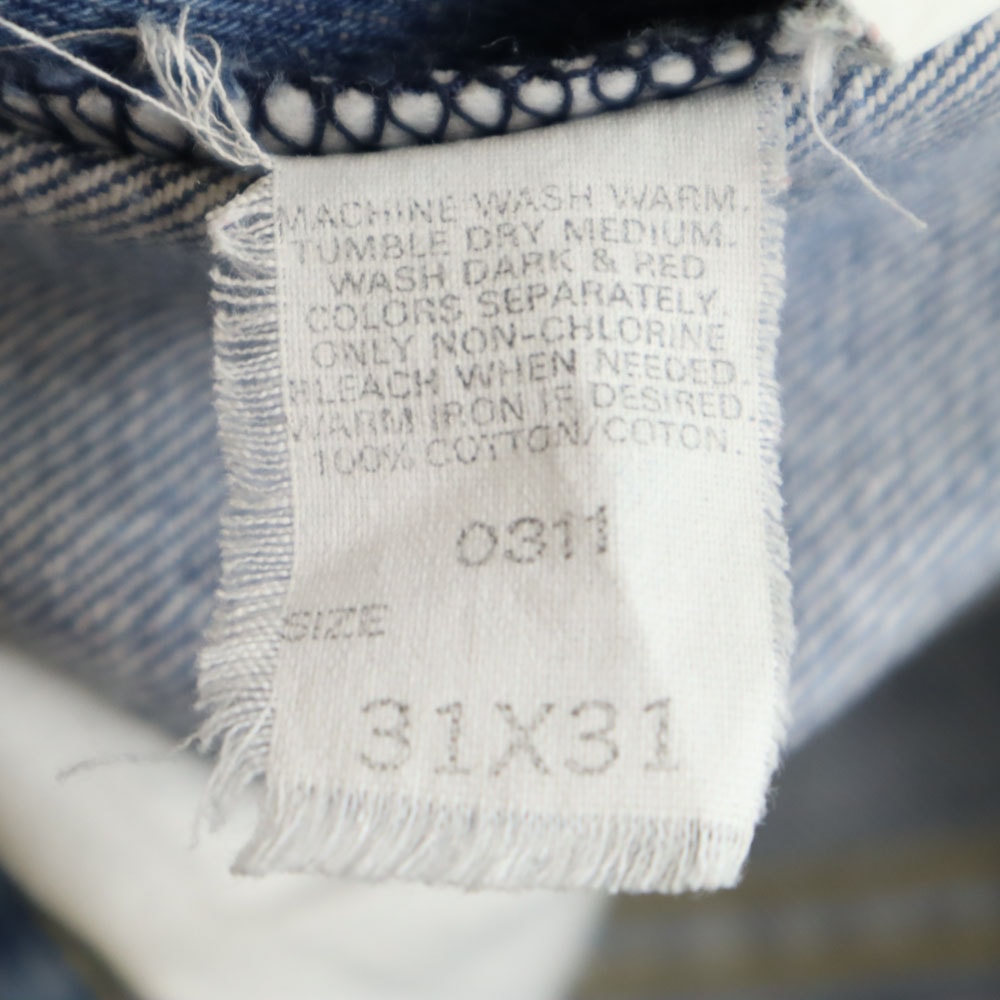 MACHINE WASH WARM.
TUMBLE DRY MEDIUM.
WASH DARK & RED
COLORS SEPARATELY.
ONLY NON-CHLORINE
BLEACH WHEN NEEDED.
WARM IRON IF DESIRED.
100% COTTON/COTON.
0311
SIZE
31X31